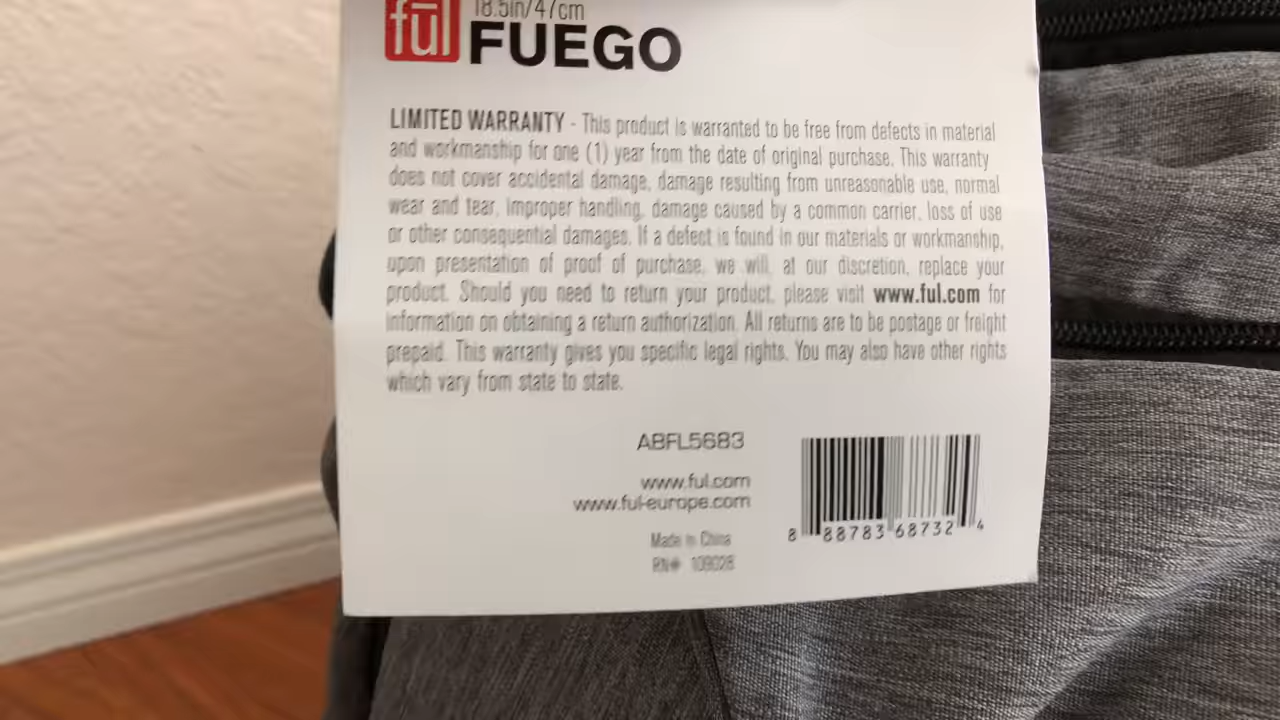 fūl
18.5in/47cm
FUEGO
LIMITED WARRANTY - This product is warranted to be free from defects in material
and workmanship for one (1) year from the date of original purchase. This warranty
does not cover accidental damage, damage resulting from unreasonable use, normal
wear and tear, improper handling, damage caused by a common carrier, loss of use
or other consequential damages. If a defect is found in our materials or workmanship,
upon presentation of proof of purchase, we will, at our discretion, replace your
product. Should you need to return your product, please visit www.ful.com for
information on obtaining a return authorization. All returns are to be postage or freight
prepaid. This warranty gives you specific legal rights. You may also have other rights
which vary from state to state.
ABFL5683
www.ful.com
www.ful-europe.com
Made in China
RN# 109028
8 88783 68732 4